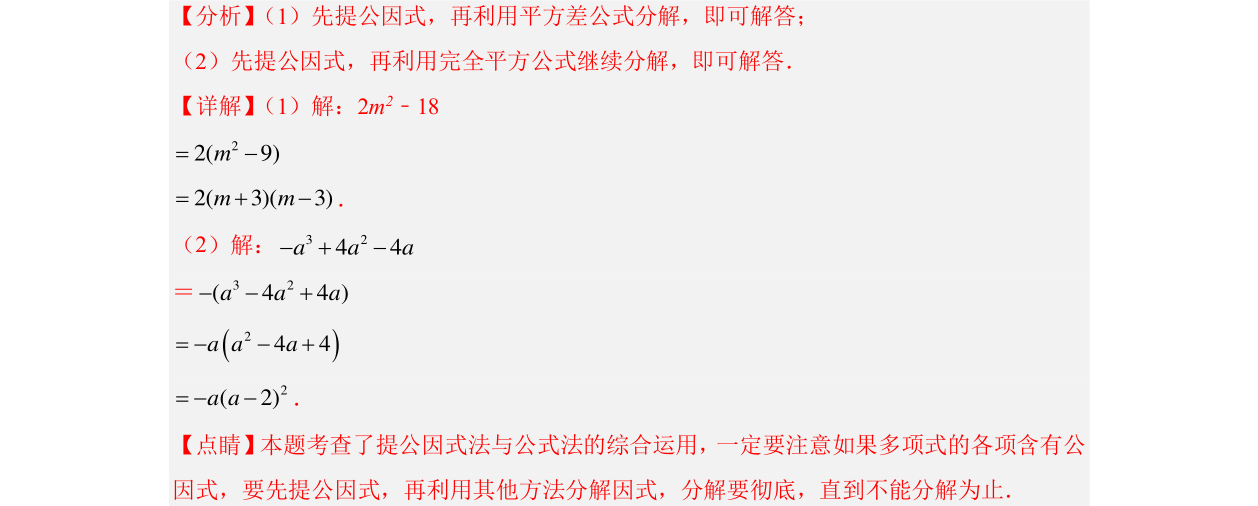 【分析】（1）先提公因式，再利用平方差公式分解，即可解答；
（2）先提公因式，再利用完全平方公式继续分解，即可解答．
【详解】（1）解：2m²﹣18
=2(m²−9)
=2(m+3)(m−3)．
（2）解：−a³+4a²−4a
＝−(a³−4a²+4a)
=−a(a²−4a+4)
=−a(a−2)²．
【点睛】本题考查了提公因式法与公式法的综合运用，一定要注意如果多项式的各项含有公
因式，要先提公因式，再利用其他方法分解因式，分解要彻底，直到不能分解为止．